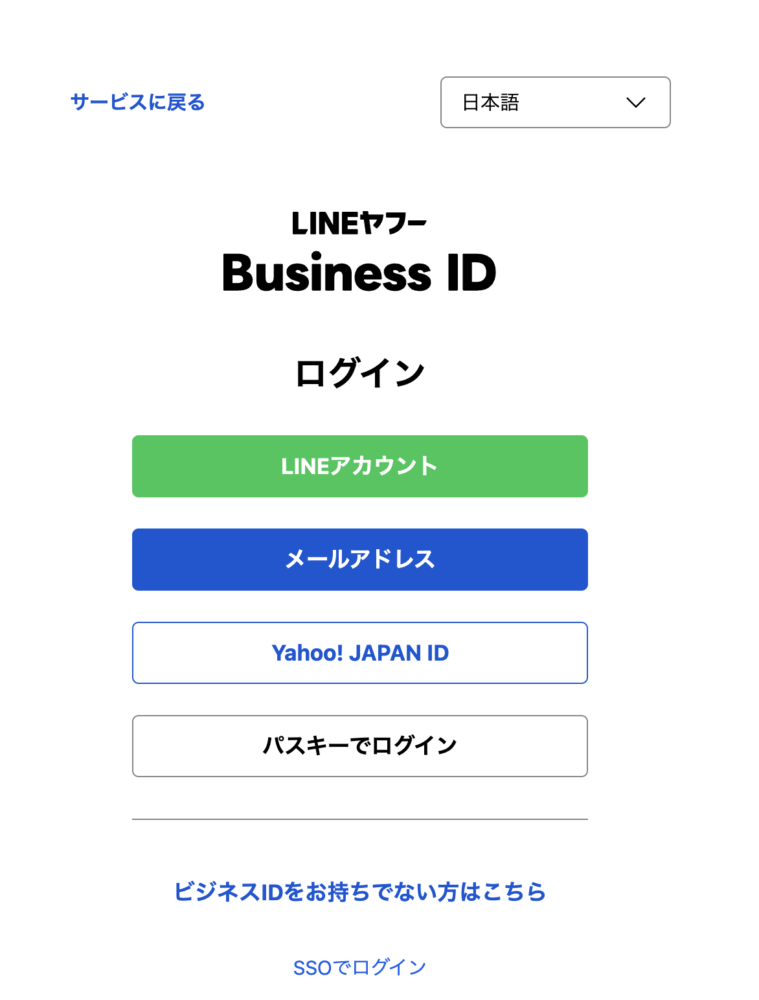 サービスに戻る
日本語
LINEヤフー
Business ID
ログイン
LINEアカウント
メールアドレス
Yahoo! JAPAN ID
パスキーでログイン
ビジネスIDをお持ちでない方はこちら
SSOでログイン